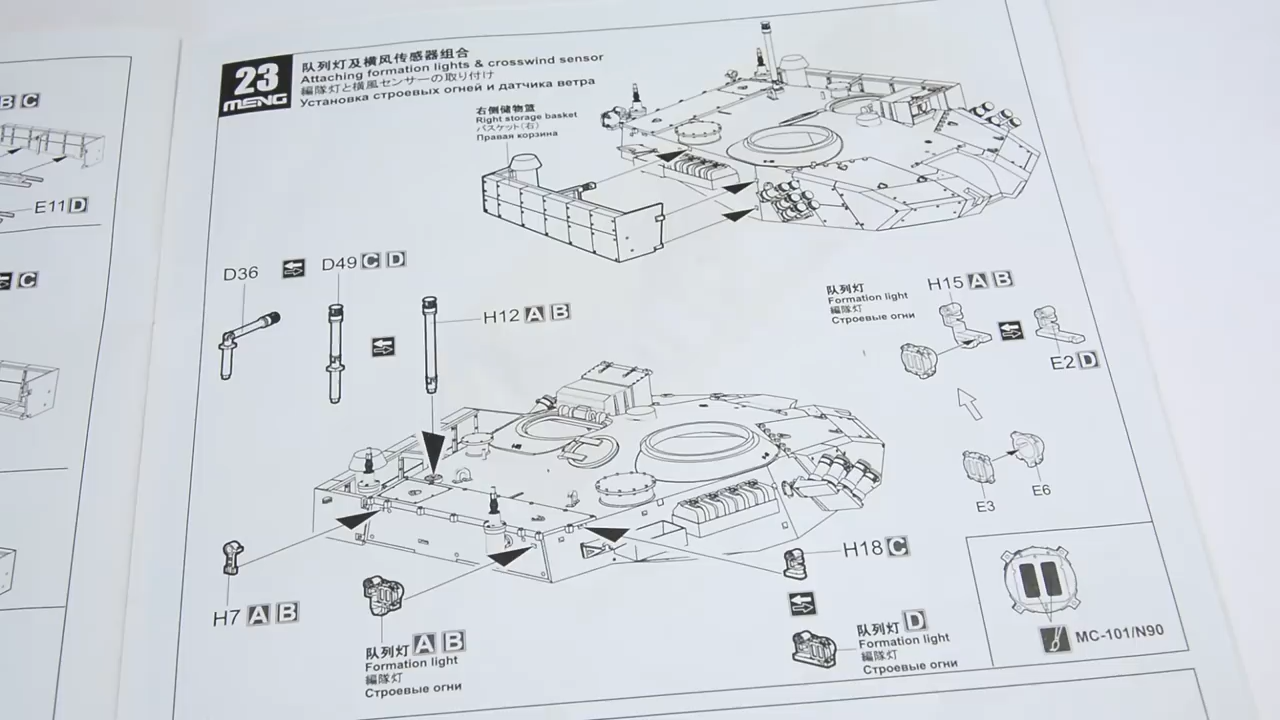 B C
E11 D
C
23
MENG
队列灯及横风传感器组合
Attaching formation lights & crosswind sensor
編隊灯と横風センサーの取り付け
Установка строевых огней и датчика ветра
右侧储物篮
Right storage basket
バスケット(右)
Правая корзина
D36
D49 C D
H12 A B
队列灯
Formation light
編隊灯
Строевые огни
H15 A B
E2 D
E3
E6
H7 A B
队列灯 A B
Formation light
編隊灯
Строевые огни
H18 C
队列灯 D
Formation light
編隊灯
Строевые огни
MC-101/N90